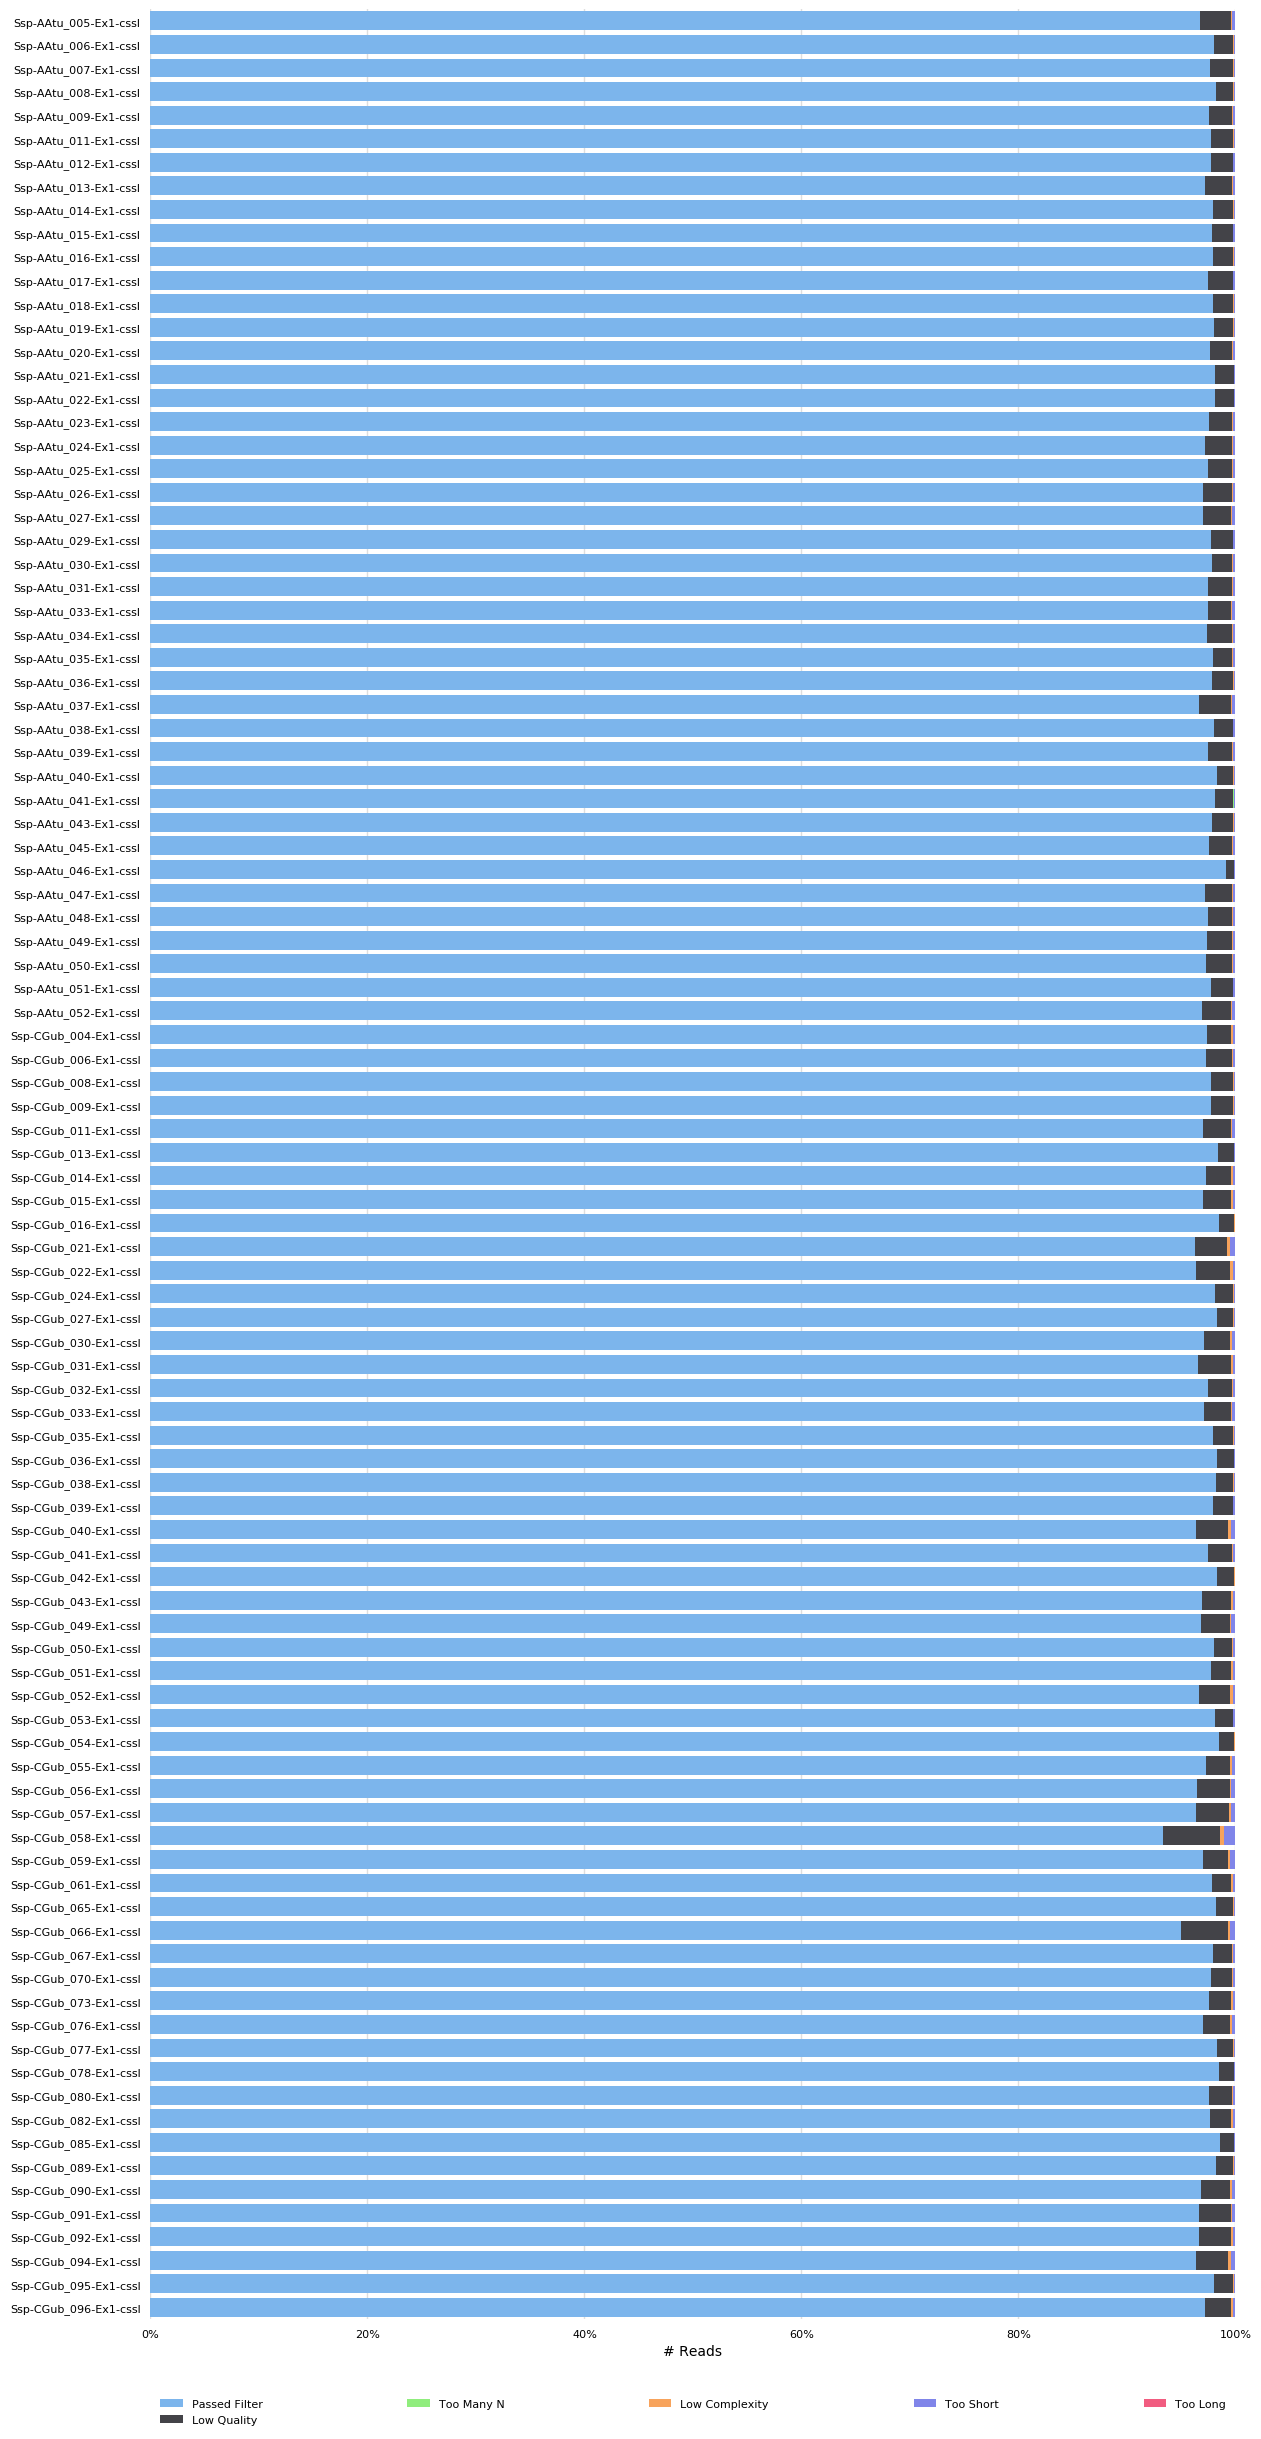 Ssp-AAtu_005-Ex1-cssl
Ssp-AAtu_006-Ex1-cssl
Ssp-AAtu_007-Ex1-cssl
Ssp-AAtu_008-Ex1-cssl
Ssp-AAtu_009-Ex1-cssl
Ssp-AAtu_011-Ex1-cssl
Ssp-AAtu_012-Ex1-cssl
Ssp-AAtu_013-Ex1-cssl
Ssp-AAtu_014-Ex1-cssl
Ssp-AAtu_015-Ex1-cssl
Ssp-AAtu_016-Ex1-cssl
Ssp-AAtu_017-Ex1-cssl
Ssp-AAtu_018-Ex1-cssl
Ssp-AAtu_019-Ex1-cssl
Ssp-AAtu_020-Ex1-cssl
Ssp-AAtu_021-Ex1-cssl
Ssp-AAtu_022-Ex1-cssl
Ssp-AAtu_023-Ex1-cssl
Ssp-AAtu_024-Ex1-cssl
Ssp-AAtu_025-Ex1-cssl
Ssp-AAtu_026-Ex1-cssl
Ssp-AAtu_027-Ex1-cssl
Ssp-AAtu_029-Ex1-cssl
Ssp-AAtu_030-Ex1-cssl
Ssp-AAtu_031-Ex1-cssl
Ssp-AAtu_033-Ex1-cssl
Ssp-AAtu_034-Ex1-cssl
Ssp-AAtu_035-Ex1-cssl
Ssp-AAtu_036-Ex1-cssl
Ssp-AAtu_037-Ex1-cssl
Ssp-AAtu_038-Ex1-cssl
Ssp-AAtu_039-Ex1-cssl
Ssp-AAtu_040-Ex1-cssl
Ssp-AAtu_041-Ex1-cssl
Ssp-AAtu_043-Ex1-cssl
Ssp-AAtu_045-Ex1-cssl
Ssp-AAtu_046-Ex1-cssl
Ssp-AAtu_047-Ex1-cssl
Ssp-AAtu_048-Ex1-cssl
Ssp-AAtu_049-Ex1-cssl
Ssp-AAtu_050-Ex1-cssl
Ssp-AAtu_051-Ex1-cssl
Ssp-AAtu_052-Ex1-cssl
Ssp-CGub_004-Ex1-cssl
Ssp-CGub_006-Ex1-cssl
Ssp-CGub_008-Ex1-cssl
Ssp-CGub_009-Ex1-cssl
Ssp-CGub_011-Ex1-cssl
Ssp-CGub_013-Ex1-cssl
Ssp-CGub_014-Ex1-cssl
Ssp-CGub_015-Ex1-cssl
Ssp-CGub_016-Ex1-cssl
Ssp-CGub_021-Ex1-cssl
Ssp-CGub_022-Ex1-cssl
Ssp-CGub_024-Ex1-cssl
Ssp-CGub_027-Ex1-cssl
Ssp-CGub_030-Ex1-cssl
Ssp-CGub_031-Ex1-cssl
Ssp-CGub_032-Ex1-cssl
Ssp-CGub_033-Ex1-cssl
Ssp-CGub_035-Ex1-cssl
Ssp-CGub_036-Ex1-cssl
Ssp-CGub_038-Ex1-cssl
Ssp-CGub_039-Ex1-cssl
Ssp-CGub_040-Ex1-cssl
Ssp-CGub_041-Ex1-cssl
Ssp-CGub_042-Ex1-cssl
Ssp-CGub_043-Ex1-cssl
Ssp-CGub_049-Ex1-cssl
Ssp-CGub_050-Ex1-cssl
Ssp-CGub_051-Ex1-cssl
Ssp-CGub_052-Ex1-cssl
Ssp-CGub_053-Ex1-cssl
Ssp-CGub_054-Ex1-cssl
Ssp-CGub_055-Ex1-cssl
Ssp-CGub_056-Ex1-cssl
Ssp-CGub_057-Ex1-cssl
Ssp-CGub_058-Ex1-cssl
Ssp-CGub_059-Ex1-cssl
Ssp-CGub_061-Ex1-cssl
Ssp-CGub_065-Ex1-cssl
Ssp-CGub_066-Ex1-cssl
Ssp-CGub_067-Ex1-cssl
Ssp-CGub_070-Ex1-cssl
Ssp-CGub_073-Ex1-cssl
Ssp-CGub_076-Ex1-cssl
Ssp-CGub_077-Ex1-cssl
Ssp-CGub_078-Ex1-cssl
Ssp-CGub_080-Ex1-cssl
Ssp-CGub_082-Ex1-cssl
Ssp-CGub_085-Ex1-cssl
Ssp-CGub_089-Ex1-cssl
Ssp-CGub_090-Ex1-cssl
Ssp-CGub_091-Ex1-cssl
Ssp-CGub_092-Ex1-cssl
Ssp-CGub_094-Ex1-cssl
Ssp-CGub_095-Ex1-cssl
Ssp-CGub_096-Ex1-cssl
0% 20% 40% 60% 80% 100%
# Reads
Passed Filter Too Many N Low Complexity Too Short Too Long
Low Quality